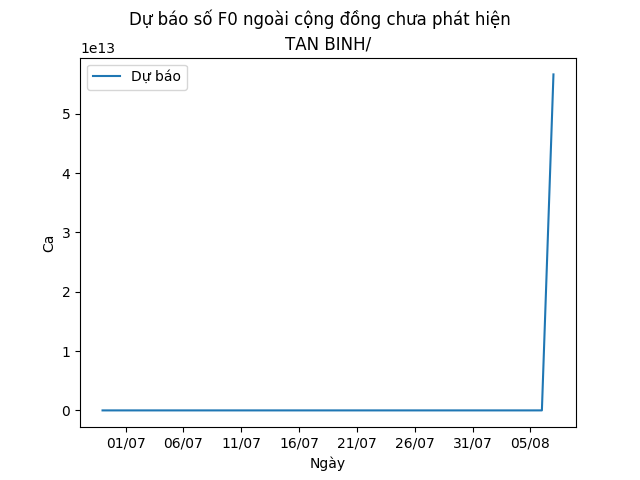 Dự báo số F0 ngoài cộng đồng chưa phát hiện
TAN BINH/
1e13
Dự báo
5
4
3
2
1
0
Ca
01/07 06/07 11/07 16/07 21/07 26/07 31/07 05/08
Ngày